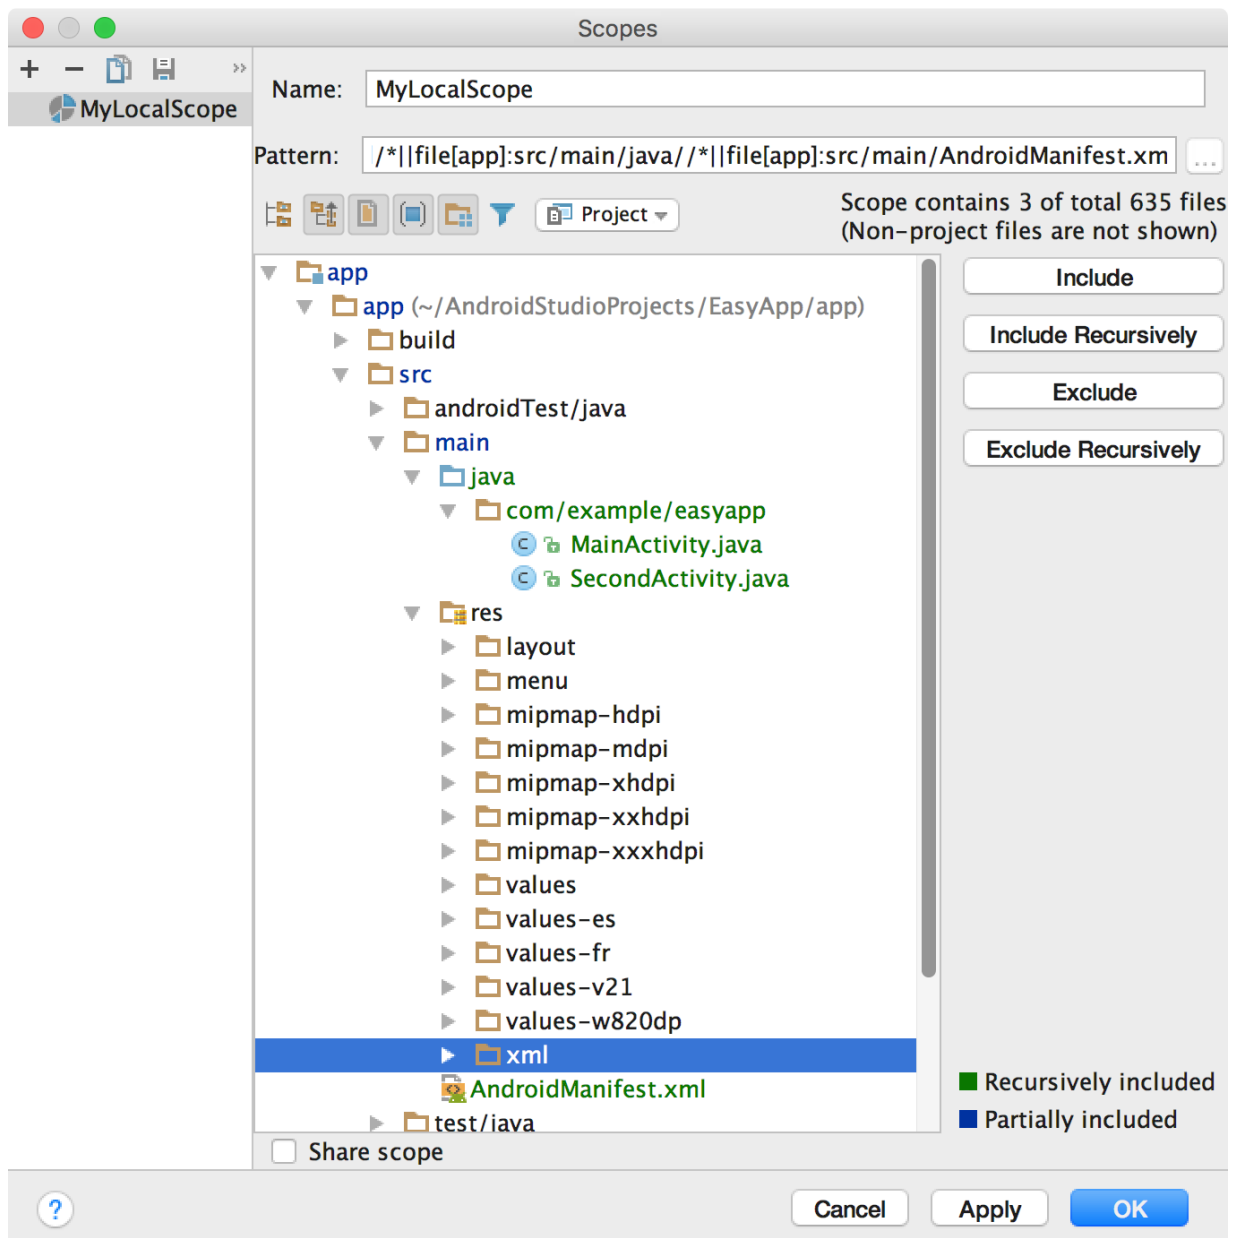 Scopes
MyLocalScope
Name: MyLocalScope
Pattern: /*||file[app]:src/main/java//*||file[app]:src/main/AndroidManifest.xm
...
Project
Scope contains 3 of total 635 files
(Non-project files are not shown)
app
app (~/AndroidStudioProjects/EasyApp/app)
build
src
androidTest/java
main
java
com/example/easyapp
C MainActivity.java
C SecondActivity.java
res
layout
menu
mipmap-hdpi
mipmap-mdpi
mipmap-xhdpi
mipmap-xxhdpi
mipmap-xxxhdpi
values
values-es
values-fr
values-v21
values-w820dp
xml
AndroidManifest.xml
test/java
Include
Include Recursively
Exclude
Exclude Recursively
Recursively included
Partially included
Share scope
? Cancel Apply OK